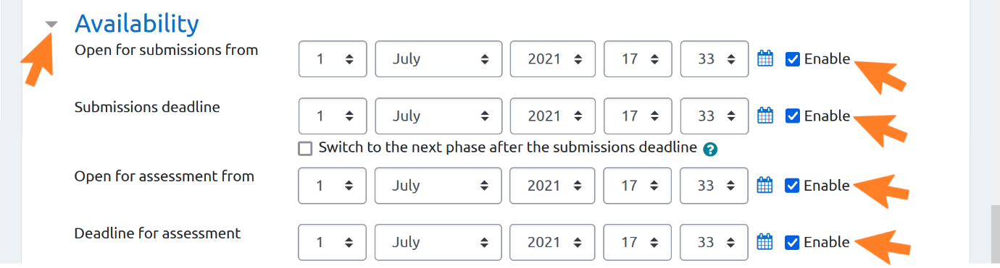 Availability
Open for submissions from 1 July 2021 17 33 Enable
Submissions deadline 1 July 2021 17 33 Enable
Switch to the next phase after the submissions deadline ?
Open for assessment from 1 July 2021 17 33 Enable
Deadline for assessment 1 July 2021 17 33 Enable